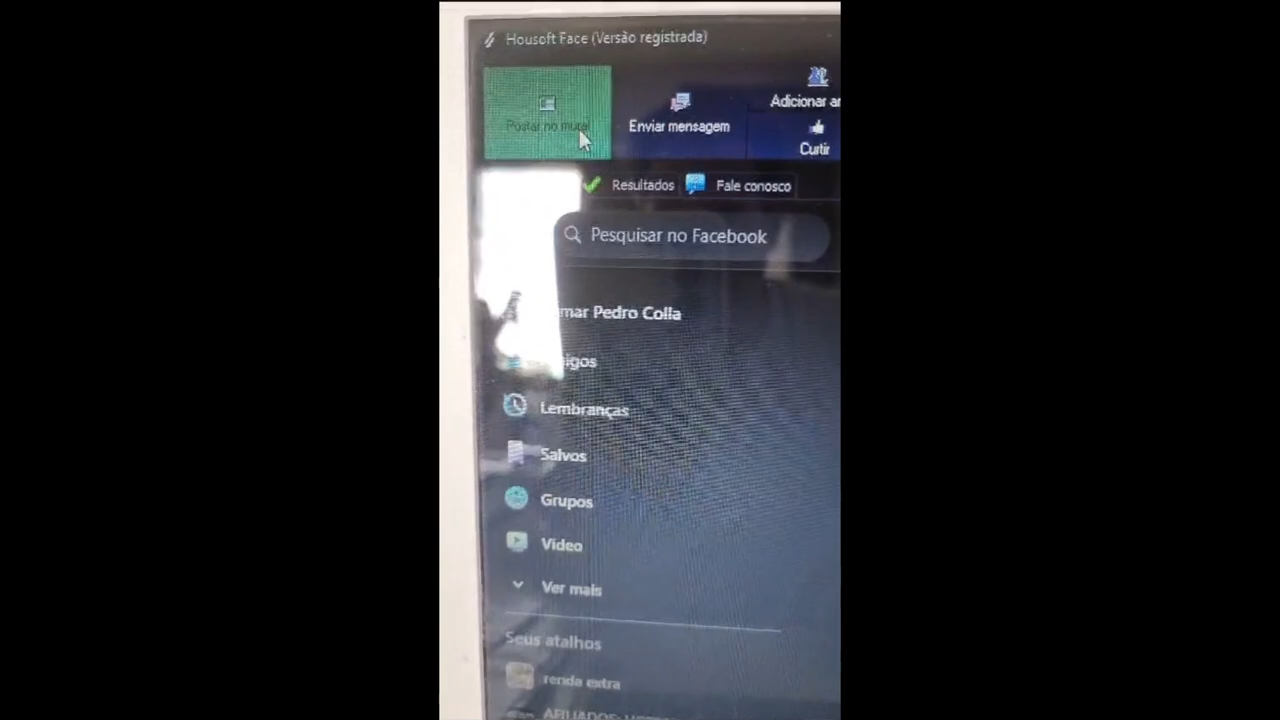 Housoft Face (Versão registrada)
Postar no mural
Enviar mensagem
Adicionar
Curtir
Resultados
Fale conosco
Pesquisar no Facebook
Pedro Colla
Lembranças
Salvos
Grupos
Vídeo
Ver mais
Seus atalhos
renda extra